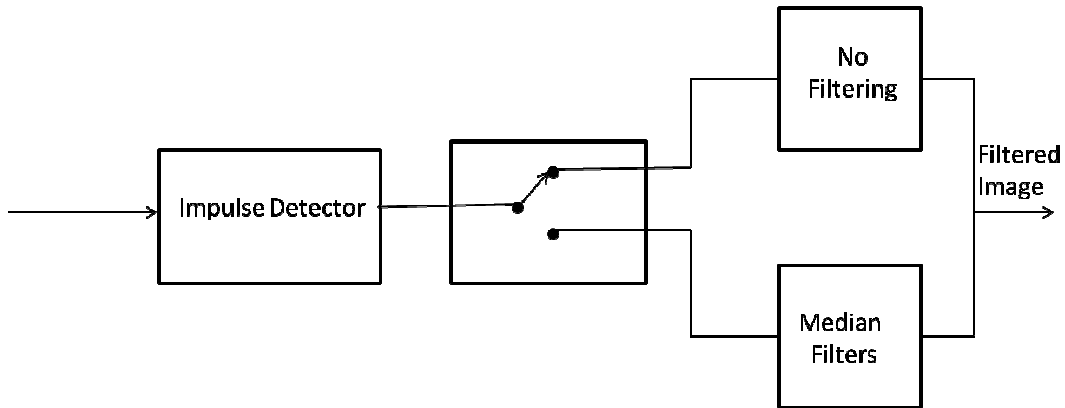 Impulse Detector
No
Filtering
Filtered
Image
Median
Filters